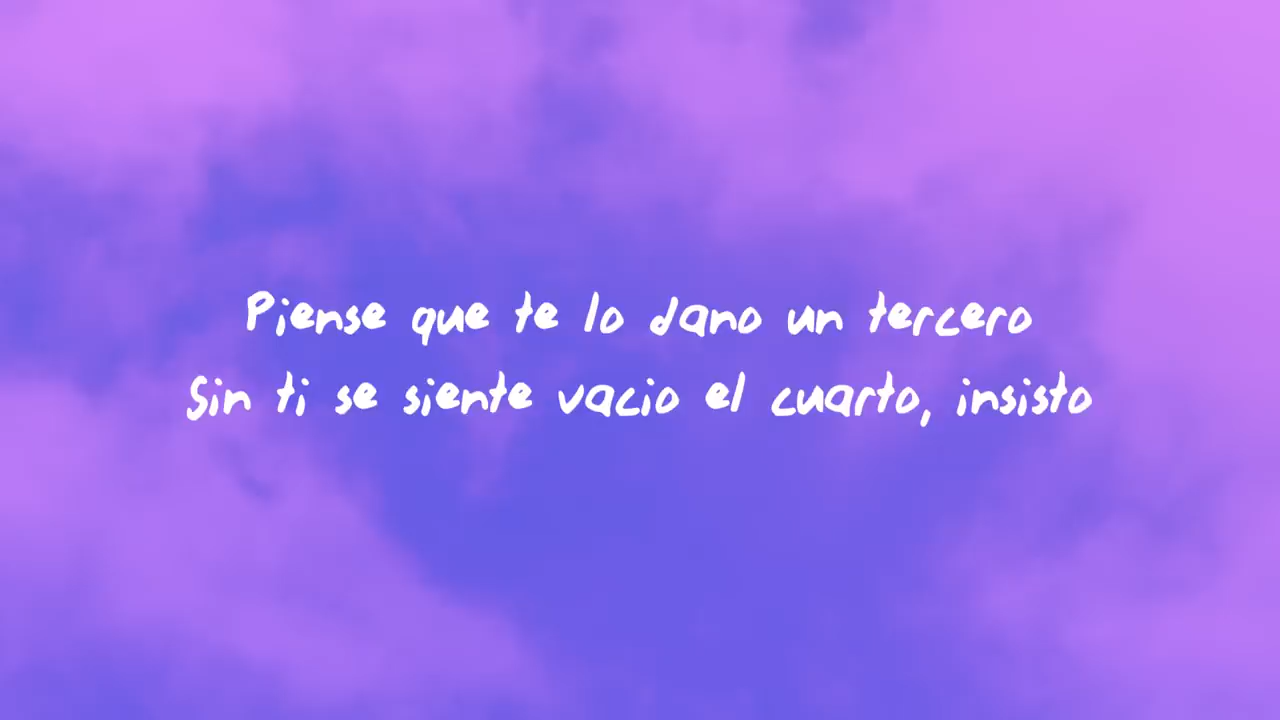 Piense que te lo dano un tercero
Sin ti se siente vacio el cuarto, insisto